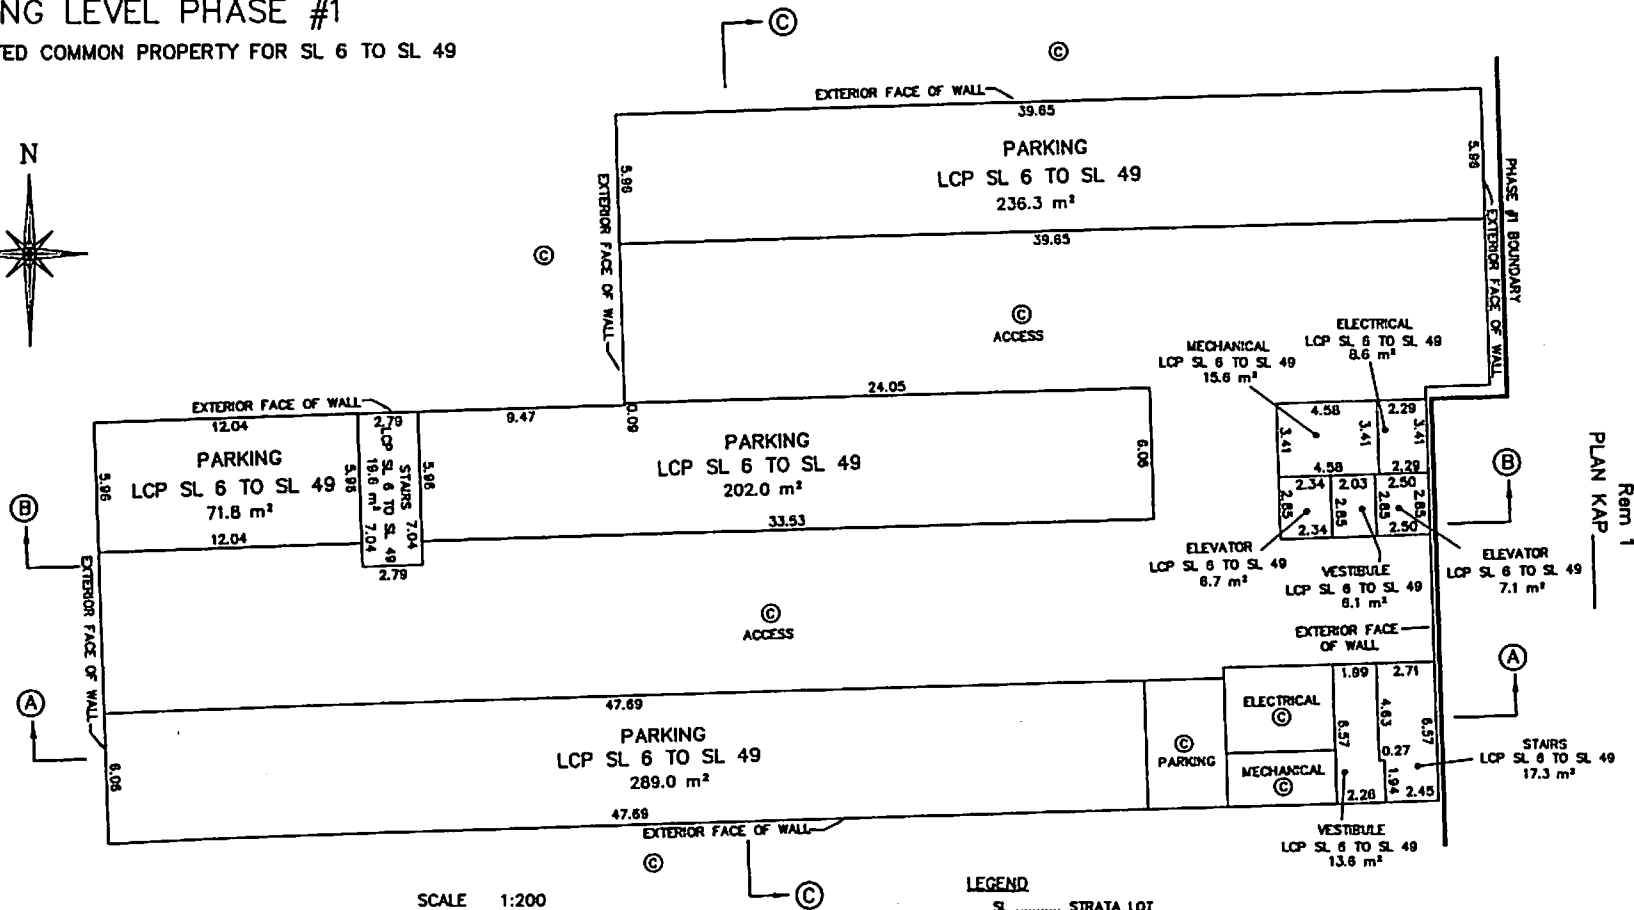 NG LEVEL PHASE #1
TED COMMON PROPERTY FOR SL 6 TO SL 49
C
C
N
EXTERIOR FACE OF WALL
39.65
5.96
PARKING
LCP SL 6 TO SL 49
236.3 m²
5.96
EXTERIOR FACE OF WALL
39.65
PHASE #1 BOUNDARY
EXTERIOR FACE OF WALL
C
C
ACCESS
MECHANICAL
LCP SL 6 TO SL 49
15.6 m²
ELECTRICAL
LCP SL 6 TO SL 49
8.6 m²
EXTERIOR FACE OF WALL
12.04
2.79
9.47
0.09
24.05
5.96
PARKING
LCP SL 6 TO SL 49
71.8 m²
12.04
5.96
STAIRS
LCP SL 6 TO SL 49
19.6 m²
7.04
7.04
2.79
5.96
PARKING
LCP SL 6 TO SL 49
202.0 m²
33.53
6.06
4.58
2.29
3.41
3.41
3.41
4.58
2.29
2.34
2.03
2.50
2.85
2.85
2.85
2.85
2.34
2.50
B
B
Rem 1
PLAN KAP
ELEVATOR
LCP SL 6 TO SL 49
6.7 m²
VESTIBULE
LCP SL 6 TO SL 49
6.1 m²
ELEVATOR
LCP SL 6 TO SL 49
7.1 m²
EXTERIOR FACE OF WALL
C
ACCESS
EXTERIOR FACE
OF WALL
A
A
47.69
6.06
PARKING
LCP SL 6 TO SL 49
289.0 m²
47.69
EXTERIOR FACE OF WALL
C
PARKING
ELECTRICAL
C
MECHANICAL
C
1.89
2.71
6.57
4.63
6.57
0.27
1.94
2.26
2.45
STAIRS
LCP SL 6 TO SL 49
17.3 m²
VESTIBULE
LCP SL 6 TO SL 49
13.6 m²
C
C
SCALE 1:200
LEGEND
SL STRATA LOT